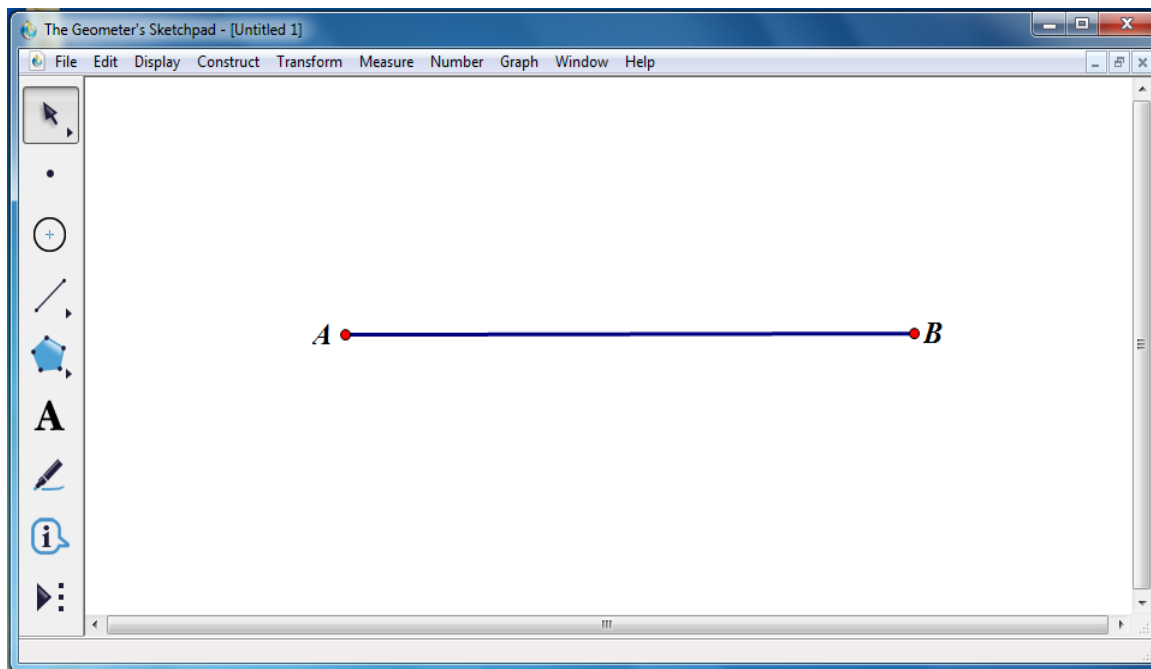 The Geometer's Sketchpad - [Untitled 1]
File Edit Display Construct Transform Measure Number Graph Window Help
A B
A
i